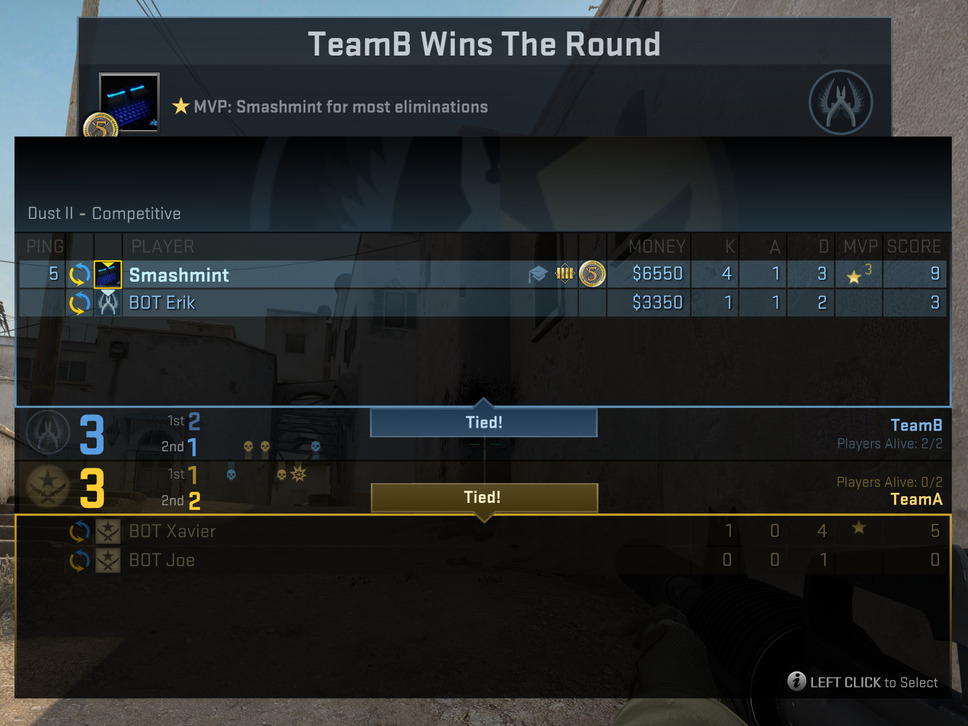 TeamB Wins The Round
MVP: Smashmint for most eliminations
5
Dust II - Competitive
PING PLAYER MONEY K A D MVP SCORE
5 Smashmint 5 $6550 4 1 3 3 9
BOT Erik $3350 1 1 2 3
3 1st 2 Tied! TeamB
2nd 1 Players Alive: 2/2
3 1st 1 Players Alive: 0/2
2nd 2 Tied! TeamA
BOT Xavier 1 0 4 5
BOT Joe 0 0 1 0
i LEFT CLICK to Select